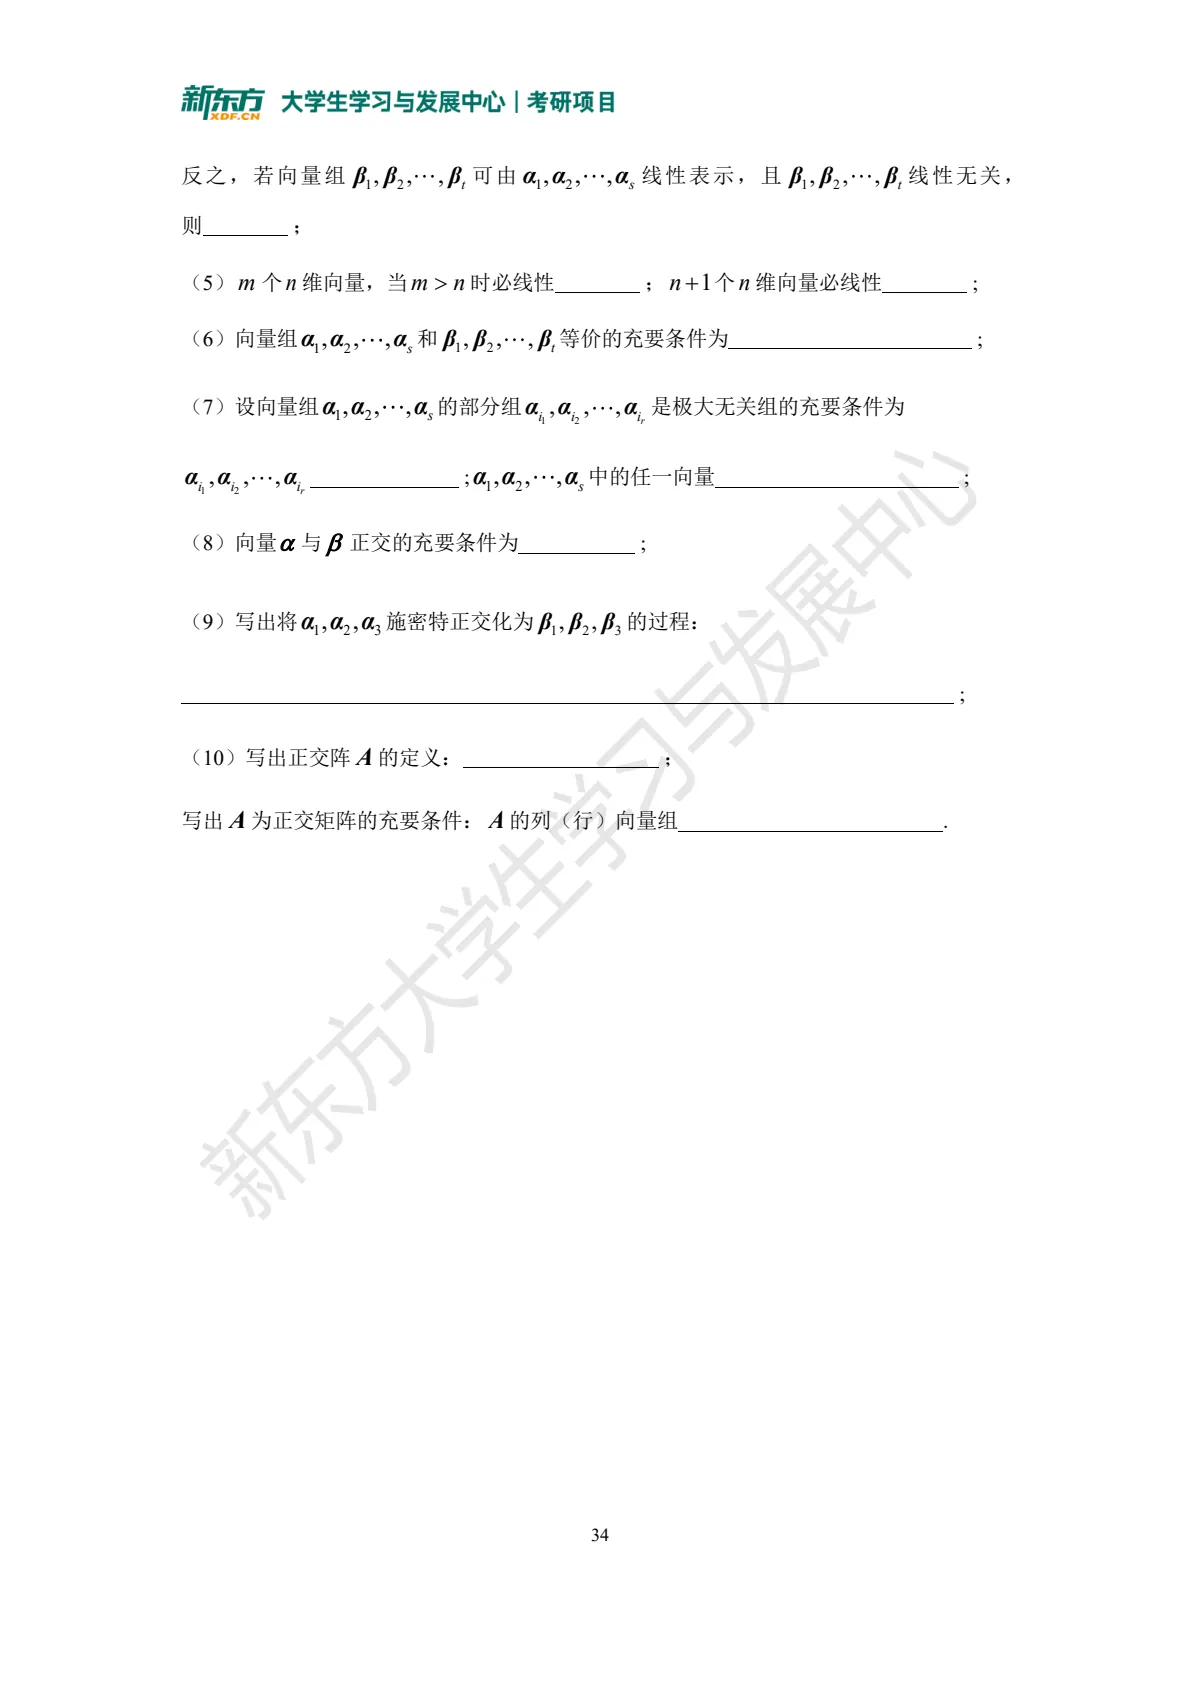 新东方 XDF.CN 大学生学习与发展中心 | 考研项目
反之，若向量组 β₁, β₂, ⋯, βₜ 可由 α₁, α₂, ⋯, αₛ 线性表示，且 β₁, β₂, ⋯, βₜ 线性无关，
则________；
（5）m 个 n 维向量，当 m > n 时必线性________；n+1 个 n 维向量必线性________;
（6）向量组 α₁, α₂, ⋯, αₛ 和 β₁, β₂, ⋯, βₜ 等价的充要条件为________________________;
（7）设向量组 α₁, α₂, ⋯, αₛ 的部分组 α_{i₁}, α_{i₂}, ⋯, α_{iᵣ} 是极大无关组的充要条件为
α_{i₁}, α_{i₂}, ⋯, α_{iᵣ} ______________; α₁, α₂, ⋯, αₛ 中的任一向量________________________;
（8）向量 α 与 β 正交的充要条件为___________;
（9）写出将 α₁, α₂, α₃ 施密特正交化为 β₁, β₂, β₃ 的过程：
__________________________________________________________________________;
（10）写出正交阵 A 的定义：___________________；
写出 A 为正交矩阵的充要条件：A 的列（行）向量组_________________________.
新东方大学生学习与发展中心
34